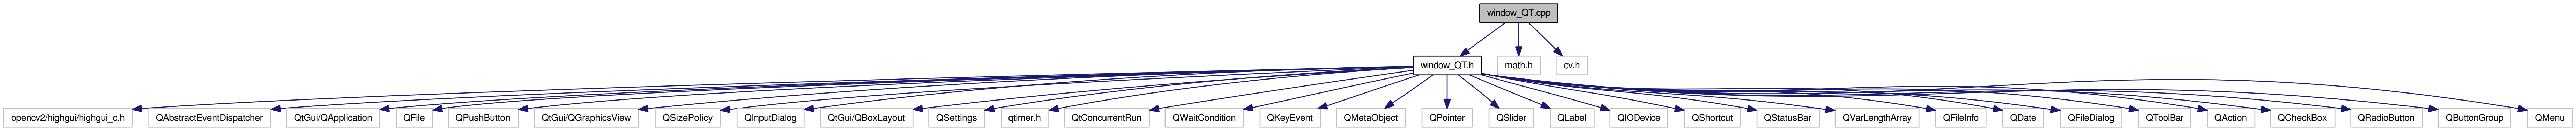 window_QT.cpp
window_QT.h
math.h
cv.h
opencv2/highgui/highgui_c.h
QAbstractEventDispatcher
QtGui/QApplication
QFile
QPushButton
QtGui/QGraphicsView
QSizePolicy
QInputDialog
QtGui/QBoxLayout
QSettings
qtimer.h
QtConcurrentRun
QWaitCondition
QKeyEvent
QMetaObject
QPointer
QSlider
QLabel
QIODevice
QShortcut
QStatusBar
QVarLengthArray
QFileInfo
QDate
QFileDialog
QToolBar
QAction
QCheckBox
QRadioButton
QButtonGroup
QMenu